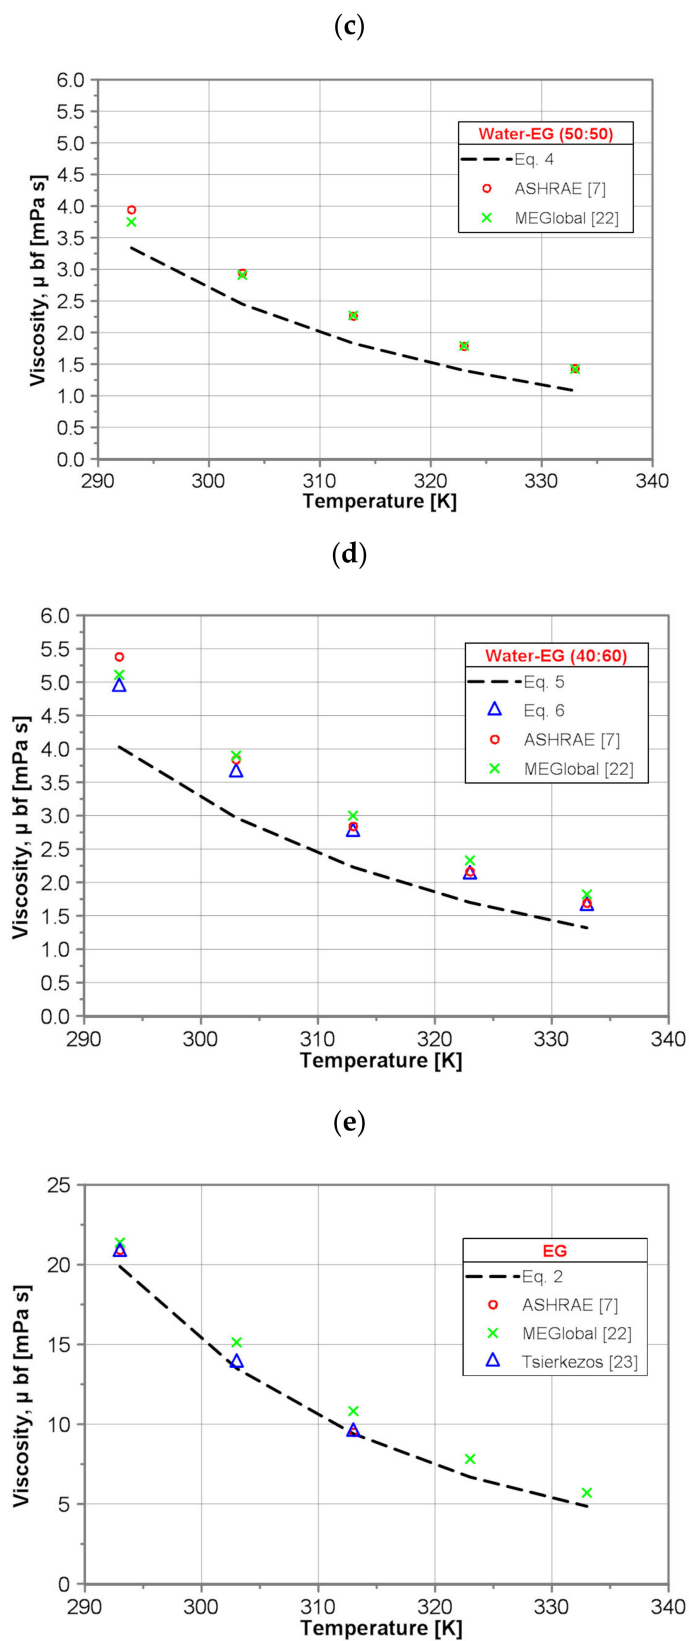 (c)
6.0
5.5
5.0
4.5
4.0
3.5
3.0
2.5
2.0
1.5
1.0
0.5
0.0
Viscosity, μ bf [mPa s]
Water-EG (50:50)
Eq. 4
ASHRAE [7]
MEGlobal [22]
290 300 310 320 330 340
Temperature [K]
(d)
6.0
5.5
5.0
4.5
4.0
3.5
3.0
2.5
2.0
1.5
1.0
0.5
0.0
Viscosity, μ bf [mPa s]
Water-EG (40:60)
Eq. 5
Eq. 6
ASHRAE [7]
MEGlobal [22]
290 300 310 320 330 340
Temperature [K]
(e)
25
20
15
10
5
0
Viscosity, μ bf [mPa s]
EG
Eq. 2
ASHRAE [7]
MEGlobal [22]
Tsierkezos [23]
290 300 310 320 330 340
Temperature [K]